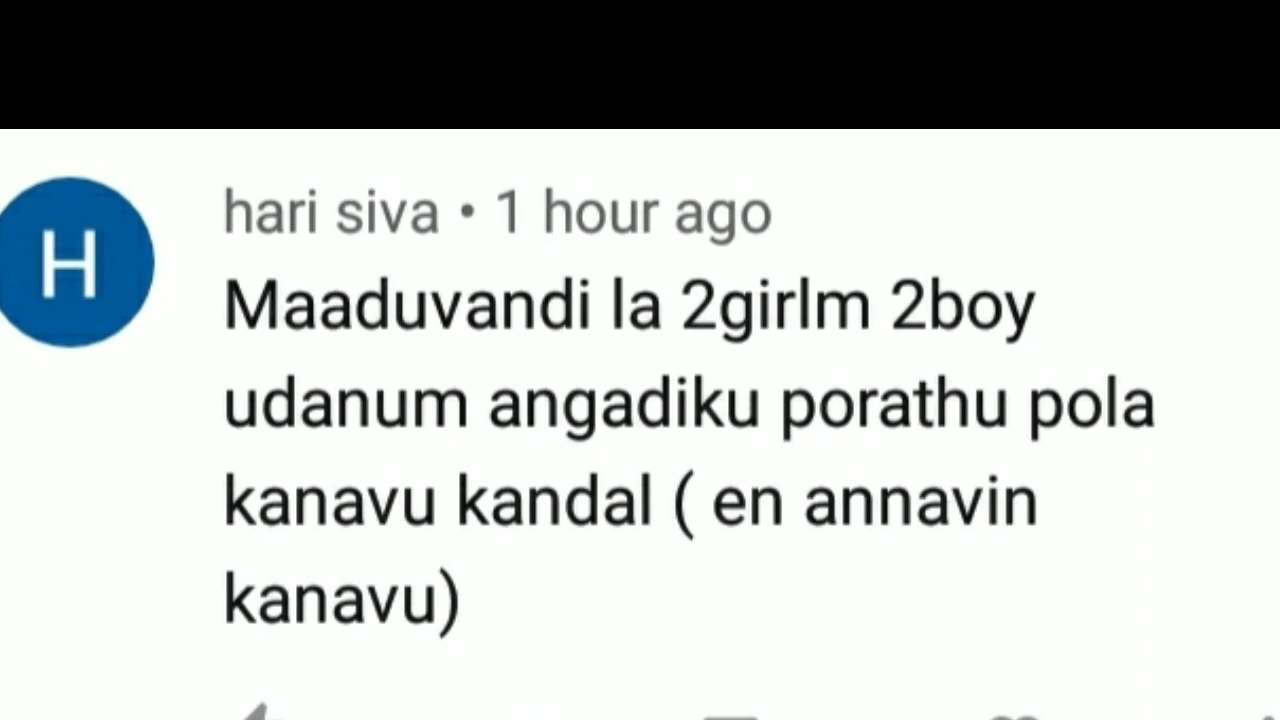 H
hari siva • 1 hour ago
Maaduvandi la 2girlm 2boy
udanum angadiku porathu pola
kanavu kandal ( en annavin
kanavu)